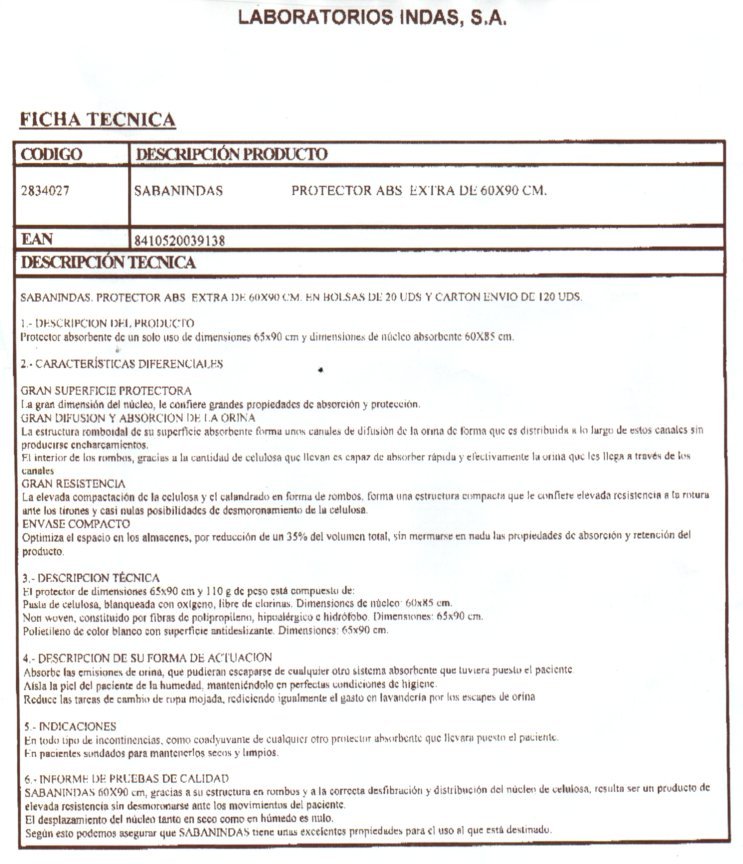 LABORATORIOS INDAS, S.A.
FICHA TECNICA
CODIGO DESCRIPCIÓN PRODUCTO
2834027 SABANINDAS PROTECTOR ABS EXTRA DE 60X90 CM.
EAN 8410520039138
DESCRIPCIÓN TECNICA
SABANINDAS. PROTECTOR ABS EXTRA DE 60X90 CM. EN BOLSAS DE 20 UDS Y CARTON ENVIO DE 120 UDS.
1.- DESCRIPCION DEL PRODUCTO
Protector absorbente de un solo uso de dimensiones 65x90 cm y dimensiones de núcleo absorbente 60X85 cm.
2.- CARACTERÍSTICAS DIFERENCIALES
GRAN SUPERFICIE PROTECTORA
La gran dimensión del núcleo, le confiere grandes propiedades de absorción y protección.
GRAN DIFUSION Y ABSORCION DE LA ORINA
La estructura romboidal de su superficie absorbente forma unos canales de difusión de la orina de forma que es distribuida a lo largo de estos canales sin
producirse encharcamientos.
El interior de los rombos, gracias a la cantidad de celulosa que llevan es capaz de absorber rápida y efectivamente la orina que les llega a través de los
canales
GRAN RESISTENCIA
La elevada compactación de la celulosa y el calandrado en forma de rombos, forma una estructura compacta que le confiere elevada resistencia a la rotura
ante los tirones y casi nulas posibilidades de desmoronamiento de la celulosa.
ENVASE COMPACTO
Optimiza el espacio en los almacenes, por reducción de un 35% del volumen total, sin mermarse en nada las propiedades de absorción y retención del
producto.
3.- DESCRIPCION TÉCNICA
El protector de dimensiones 65x90 cm y 110 g de peso está compuesto de:
Pasta de celulosa, blanqueada con oxígeno, libre de clorinas. Dimensiones de núcleo: 60x85 cm.
Non woven, constituido por fibras de polipropileno, hipoalérgico e hidrófobo. Dimensiones: 65x90 cm.
Polietileno de color blanco con superficie antideslizante. Dimensiones: 65x90 cm.
4.- DESCRIPCION DE SU FORMA DE ACTUACION
Absorbe las emisiones de orina, que pudieran escaparse de cualquier otro sistema absorbente que tuviera puesto el paciente
Aísla la piel del paciente de la humedad, manteniéndolo en perfectas condiciones de higiene.
Reduce las tareas de cambio de ropa mojada, rediciendo igualmente el gasto en lavandería por los escapes de orina
5.- INDICACIONES
En todo tipo de incontinencias, como coadyuvante de cualquier otro protector absorbente que llevara puesto el paciente.
En pacientes sondados para mantenerlos secos y limpios.
6.- INFORME DE PRUEBAS DE CALIDAD
SABANINDAS 60X90 cm, gracias a su estructura en rombos y a la correcta desfibración y distribución del núcleo de celulosa, resulta ser un producto de
elevada resistencia sin desmoronarse ante los movimientos del paciente.
El desplazamiento del núcleo tanto en seco como en húmedo es nulo.
Según esto podemos asegurar que SABANINDAS tiene unas excelentes propiedades para el uso al que está destinado.